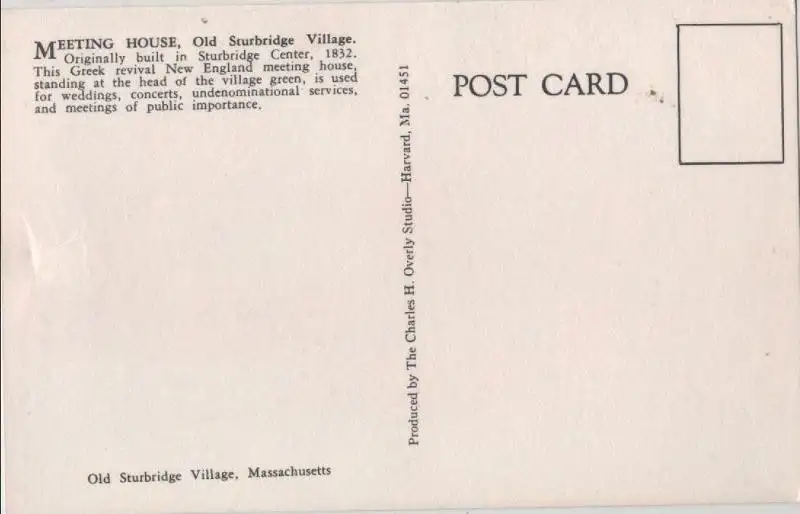 MEETING HOUSE, Old Sturbridge Village.
Originally built in Sturbridge Center, 1832.
This Greek revival New England meeting house,
standing at the head of the village green, is used
for weddings, concerts, undenominational services,
and meetings of public importance.
Old Sturbridge Village, Massachusetts
Produced by The Charles H. Overly Studio—Harvard, Ma. 01451
POST CARD